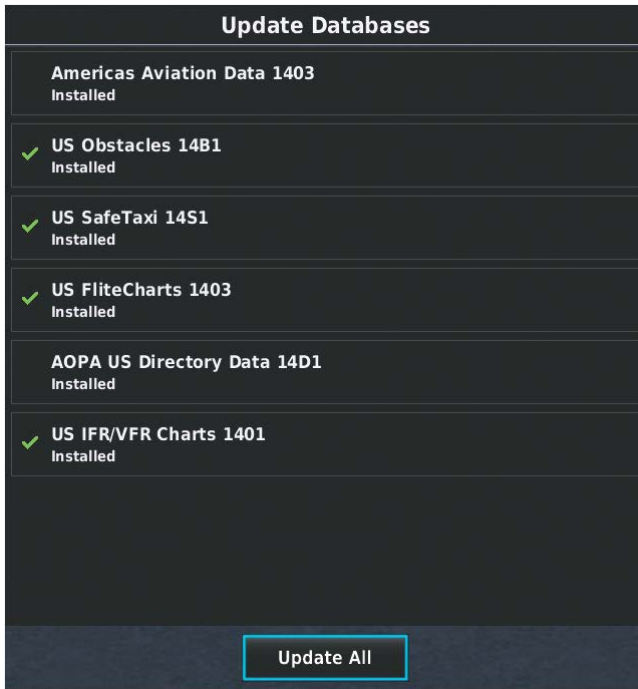 Update Databases
Americas Aviation Data 1403
Installed
US Obstacles 14B1
Installed
US SafeTaxi 14S1
Installed
US FliteCharts 1403
Installed
AOPA US Directory Data 14D1
Installed
US IFR/VFR Charts 1401
Installed
Update All